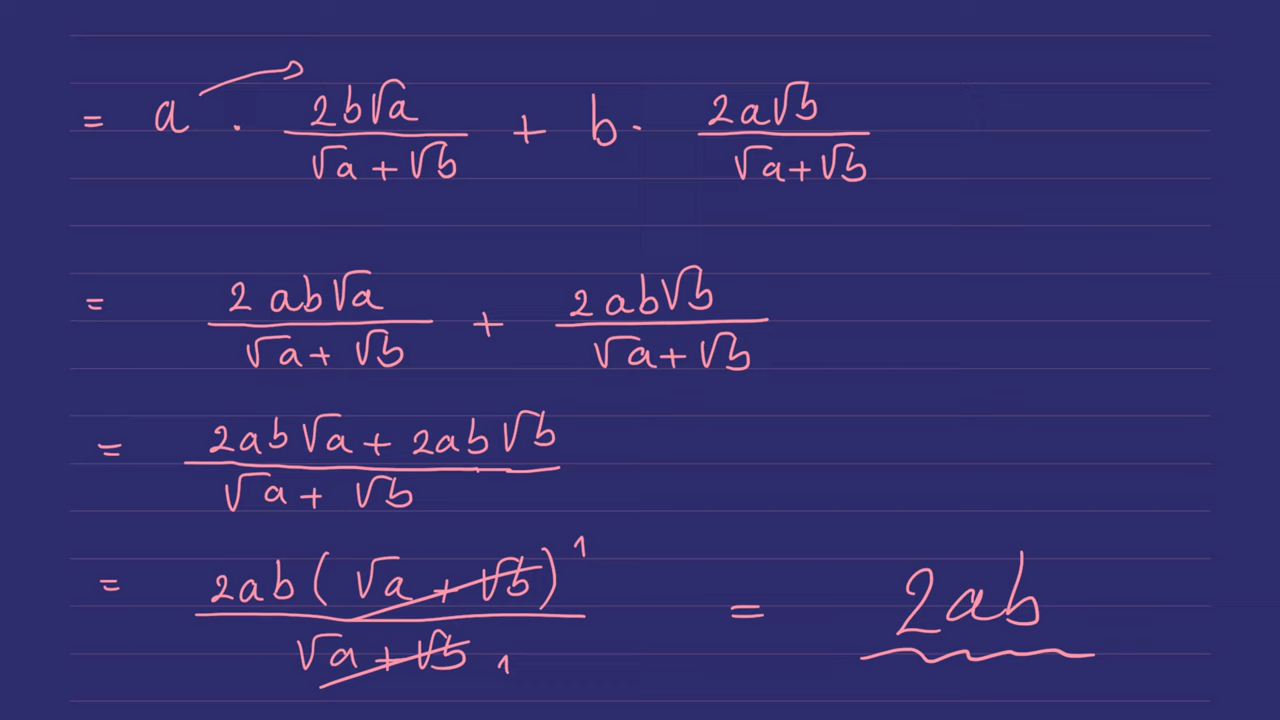 = a · (2b√a)/(√a + √b) + b · (2a√b)/(√a + √b)
= (2ab√a)/(√a + √b) + (2ab√b)/(√a + √b)
= (2ab√a + 2ab√b)/(√a + √b)
= (2ab(√a + √b)¹)/(√a + √b ₁) = 2ab